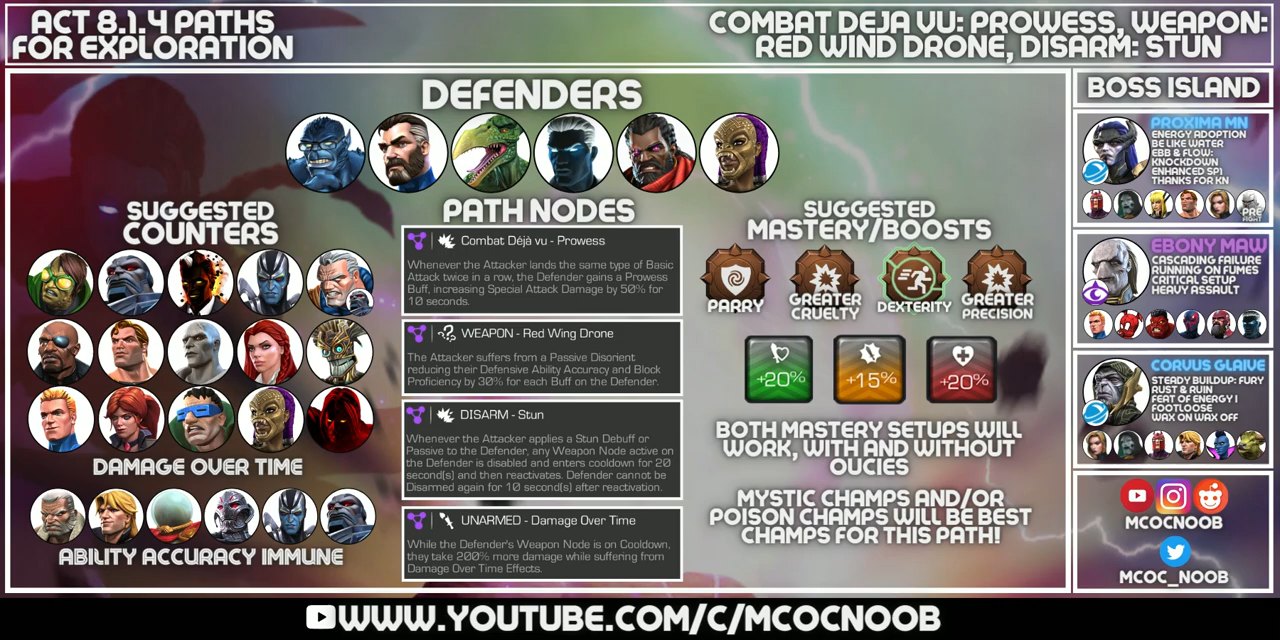 ACT 8.1.4 PATHS
FOR EXPLORATION
COMBAT DEJA VU: PROWESS, WEAPON:
RED WIND DRONE, DISARM: STUN
DEFENDERS
SUGGESTED
COUNTERS
DAMAGE OVER TIME
ABILITY ACCURACY IMMUNE
PATH NODES
Combat Déjà vu - Prowess
Whenever the Attacker lands the same type of Basic
Attack twice in a row, the Defender gains a Prowess
Buff, increasing Special Attack Damage by 50% for
10 seconds.
WEAPON - Red Wing Drone
The Attacker suffers from a Passive Disorient
reducing their Defensive Ability Accuracy and Block
Proficiency by 30% for each Buff on the Defender.
DISARM - Stun
Whenever the Attacker applies a Stun Debuff or
Passive to the Defender, any Weapon Node active on
the Defender is disabled and enters cooldown for 20
second(s) and then reactivates. Defender cannot be
Disarmed again for 10 second(s) after reactivation.
UNARMED - Damage Over Time
While the Defender's Weapon Node is on Cooldown,
they take 200% more damage while suffering from
Damage Over Time Effects.
SUGGESTED
MASTERY/BOOSTS
PARRY
GREATER
CRUELTY
DEXTERITY
GREATER
PRECISION
+20%
+15%
+20%
BOTH MASTERY SETUPS WILL
WORK, WITH AND WITHOUT
OUCIES
MYSTIC CHAMPS AND/OR
POISON CHAMPS WILL BE BEST
CHAMPS FOR THIS PATH!
BOSS ISLAND
PROXIMA MN
ENERGY ADOPTION
BE LIKE WATER
EBB & FLOW:
KNOCKDOWN
ENHANCED SP1
THANKS FOR KN
PRE
FIGHT
EBONY MAW
CASCADING FAILURE
RUNNING ON FUMES
CRITICAL SETUP
HEAVY ASSAULT
CORVUS GLAIVE
STEADY BUILDUP: FURY
RUST & RUIN
FEAT OF ENERGY I
FOOTLOOSE
WAX ON WAX OFF
MCOCNOOB
MCOC_NOOB
WWW.YOUTUBE.COM/C/MCOCNOOB